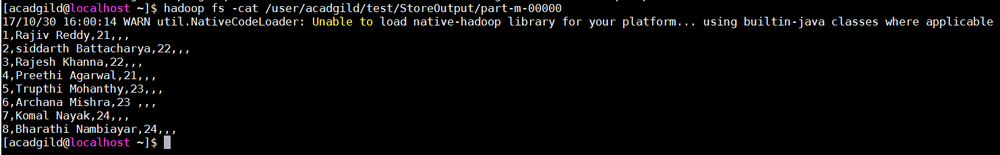 [acadgild@localhost ~]$ hadoop fs -cat /user/acadgild/test/StoreOutput/part-m-00000
17/10/30 16:00:14 WARN util.NativeCodeLoader: Unable to load native-hadoop library for your platform... using builtin-java classes where applicable
1,Rajiv Reddy,21,,,
2,siddarth Battacharya,22,,,
3,Rajesh Khanna,22,,,
4,Preethi Agarwal,21,,,
5,Trupthi Mohanthy,23,,,
6,Archana Mishra,23 ,,,
7,Komal Nayak,24,,,
8,Bharathi Nambiayar,24,,,
[acadgild@localhost ~]$